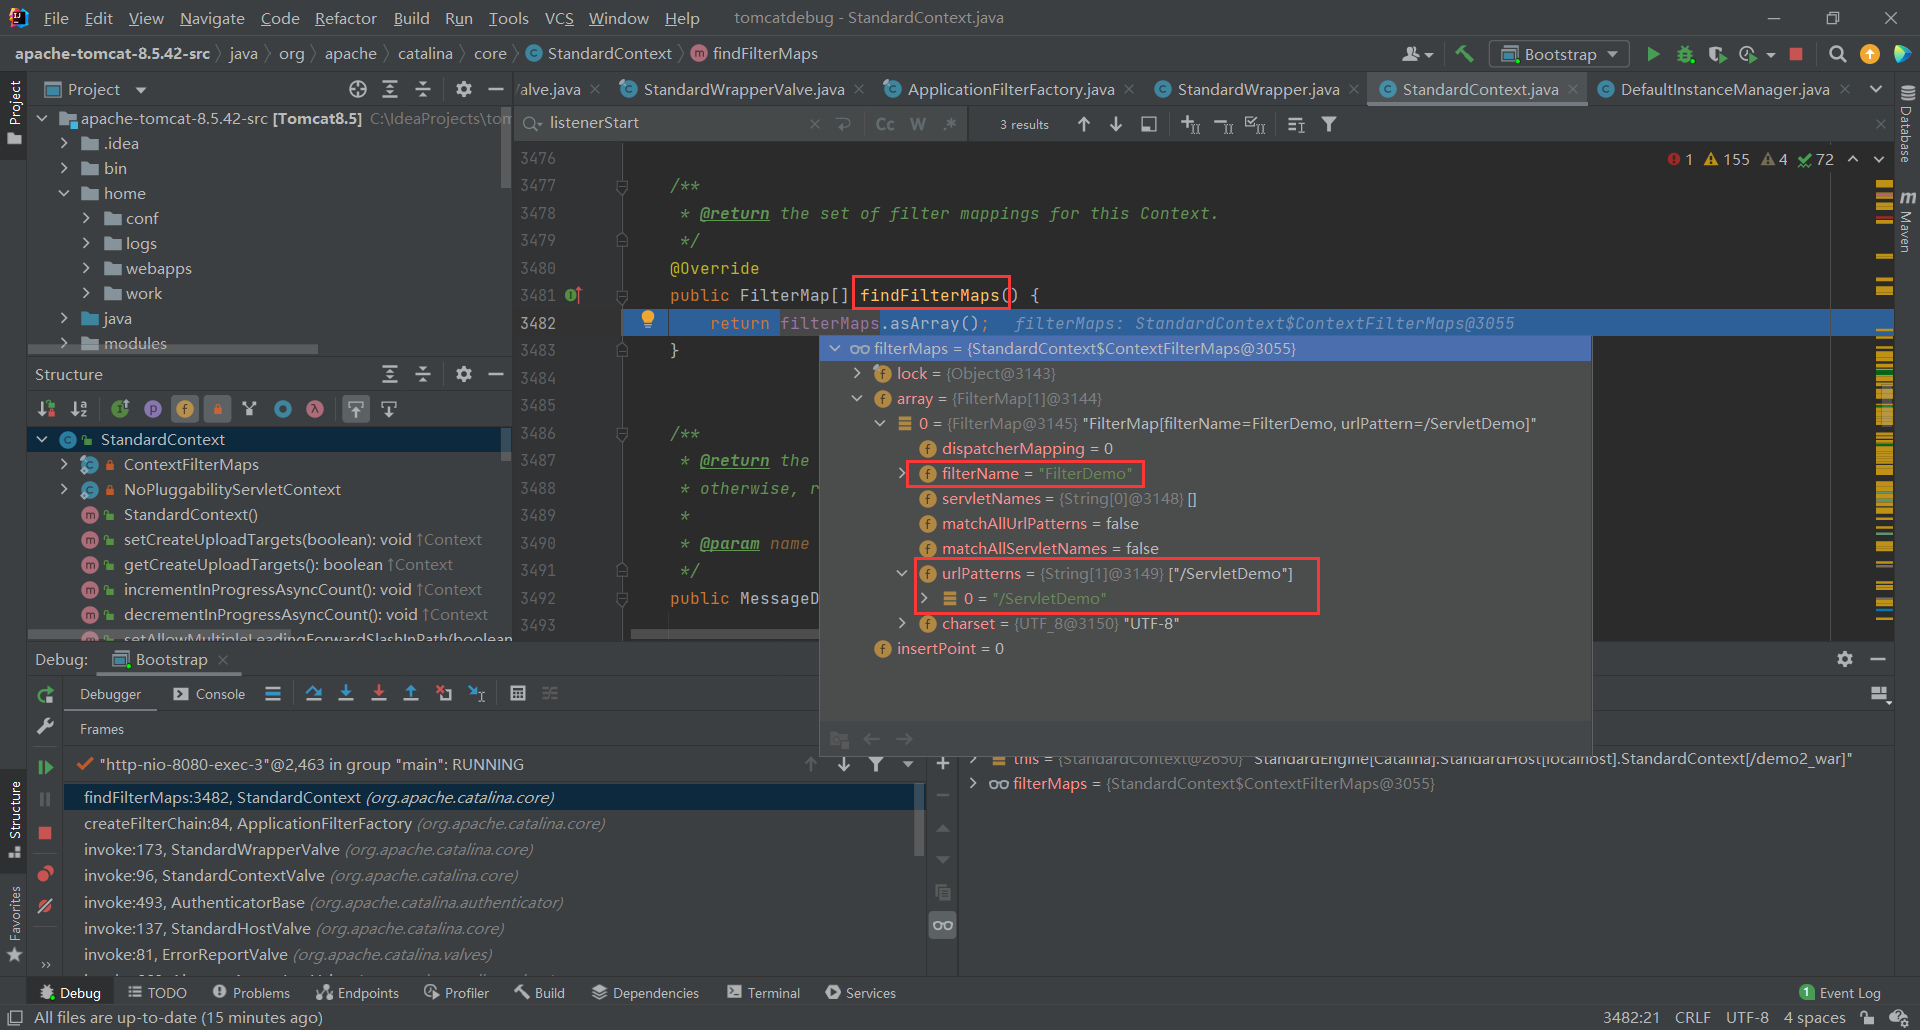 File Edit View Navigate Code Refactor Build Run Tools VCS Window Help tomcatdebug - StandardContext.java
apache-tomcat-8.5.42-src java org apache catalina core StandardContext findFilterMaps
Bootstrap
Project
/alve.java StandardWrapperValve.java ApplicationFilterFactory.java StandardWrapper.java StandardContext.java DefaultInstanceManager.java
listenerStart Cc W .* 3 results
apache-tomcat-8.5.42-src [Tomcat8.5] C:\IdeaProjects\tom
.idea
bin
home
conf
logs
webapps
work
java
modules
1 155 4 72
3476
3477 /**
3478 * @return the set of filter mappings for this Context.
3479 */
3480 @Override
3481 public FilterMap[] findFilterMaps() {
3482 return filterMaps.asArray(); filterMaps: StandardContext$ContextFilterMaps@3055
3483 }
3484
3485
3486 /**
3487 * @return the
3488 * otherwise, r
3489 *
3490 * @param name
3491 */
3492 public MessageD
3493
filterMaps = {StandardContext$ContextFilterMaps@3055}
lock = {Object@3143}
array = {FilterMap[1]@3144}
0 = {FilterMap@3145} "FilterMap[filterName=FilterDemo, urlPattern=/ServletDemo]"
dispatcherMapping = 0
filterName = "FilterDemo"
servletNames = {String[0]@3148} []
matchAllUrlPatterns = false
matchAllServletNames = false
urlPatterns = {String[1]@3149} ["/ServletDemo"]
0 = "/ServletDemo"
charset = {UTF_8@3150} "UTF-8"
insertPoint = 0
Structure
StandardContext
ContextFilterMaps
NoPluggabilityServletContext
StandardContext()
setCreateUploadTargets(boolean): void ↑Context
getCreateUploadTargets(): boolean ↑Context
incrementInProgressAsyncCount(): void ↑Context
decrementInProgressAsyncCount(): void ↑Context
setAllowMultipleLeadingForwardSlashInPath(boolean
Debug: Bootstrap
Debugger Console
Frames
"http-nio-8080-exec-3"@2,463 in group "main": RUNNING
findFilterMaps:3482, StandardContext (org.apache.catalina.core)
createFilterChain:84, ApplicationFilterFactory (org.apache.catalina.core)
invoke:173, StandardWrapperValve (org.apache.catalina.core)
invoke:96, StandardContextValve (org.apache.catalina.core)
invoke:493, AuthenticatorBase (org.apache.catalina.authenticator)
invoke:137, StandardHostValve (org.apache.catalina.core)
invoke:81, ErrorReportValve (org.apache.catalina.valves)
this = {StandardContext@2650} "StandardEngine[Catalina].StandardHost[localhost].StandardContext[/demo2_war]"
filterMaps = {StandardContext$ContextFilterMaps@3055}
Project
Structure
Favorites
Database
Maven
Debug TODO Problems Endpoints Profiler Build Dependencies Terminal Services 1 Event Log
All files are up-to-date (15 minutes ago) 3482:21 CRLF UTF-8 4 spaces